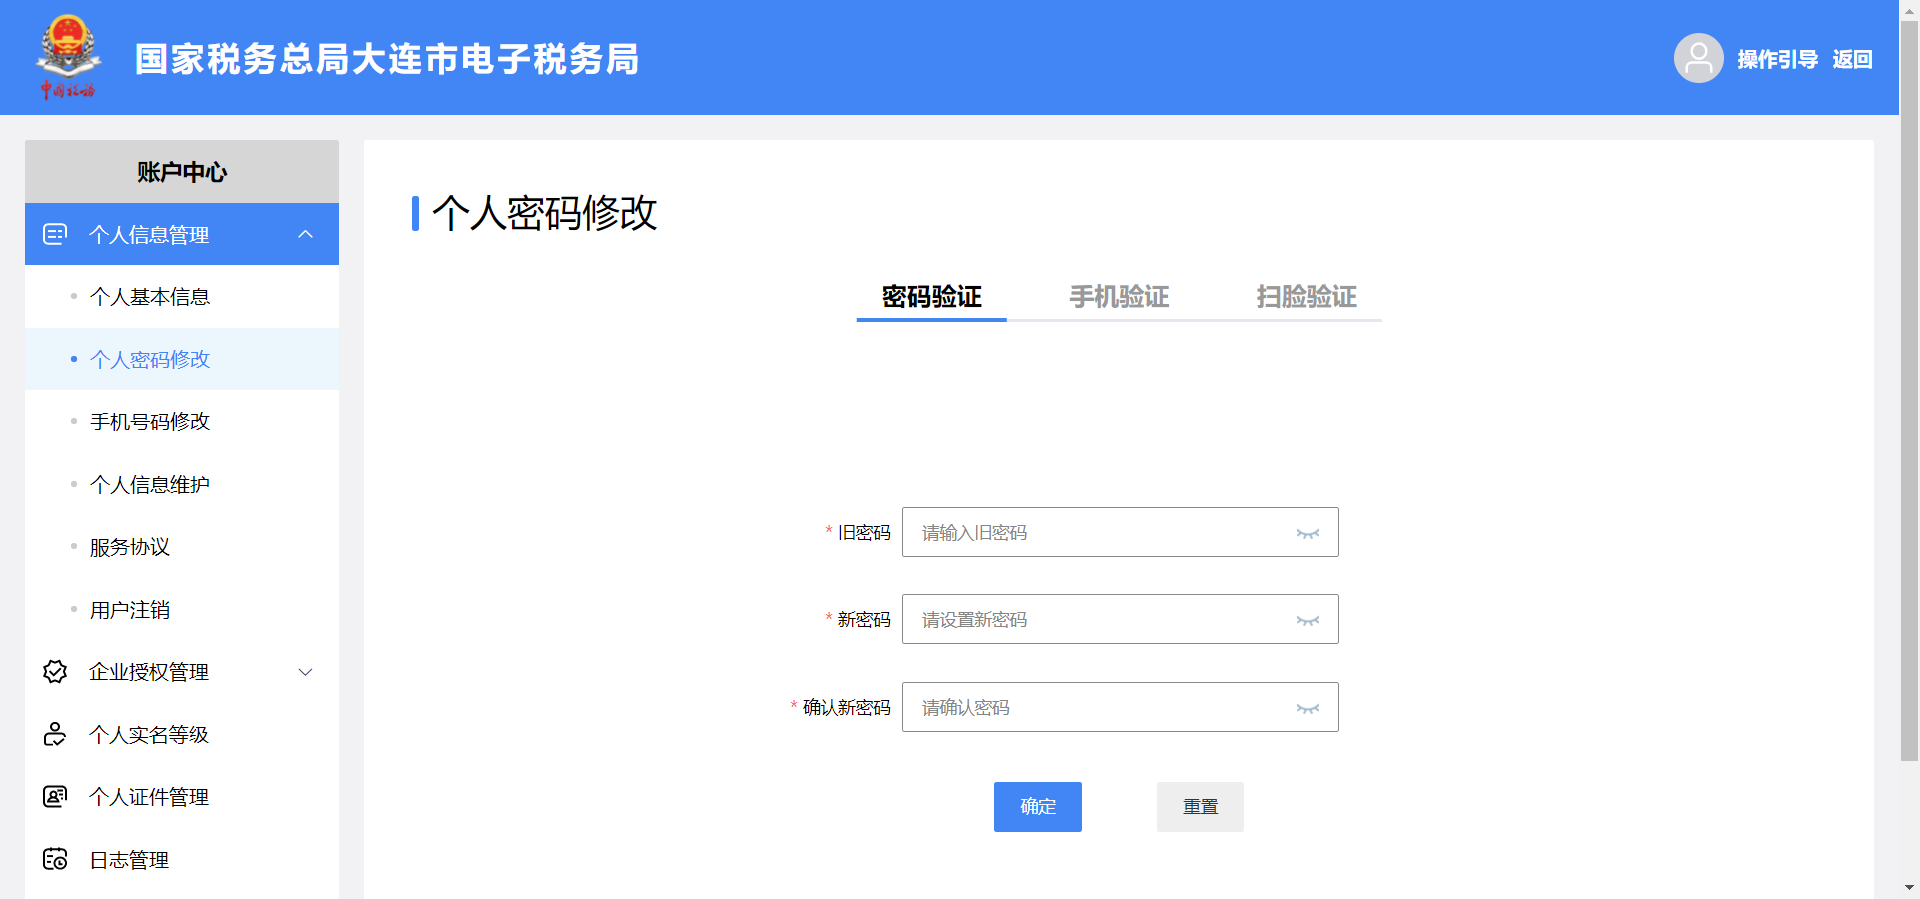 中国税务
国家税务总局大连市电子税务局
操作引导 返回
账户中心
个人信息管理
个人基本信息
个人密码修改
手机号码修改
个人信息维护
服务协议
用户注销
企业授权管理
个人实名等级
个人证件管理
日志管理
个人密码修改
密码验证 手机验证 扫脸验证
* 旧密码 请输入旧密码
* 新密码 请设置新密码
* 确认新密码 请确认密码
确定 重置